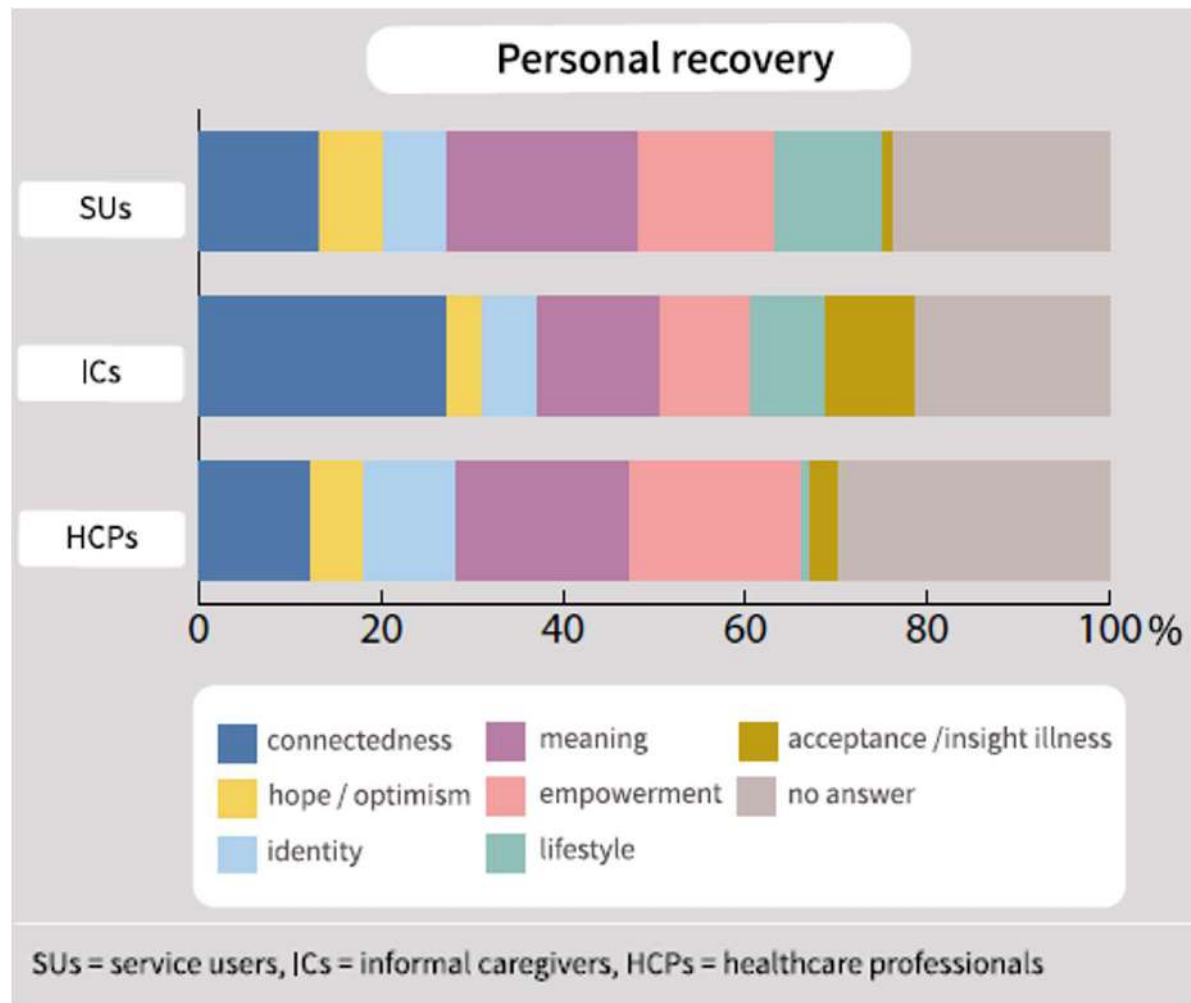 Personal recovery
SUs
ICs
HCPs
0 20 40 60 80 100 %
connectedness meaning acceptance /insight illness
hope / optimism empowerment no answer
identity lifestyle
SUs = service users, ICs = informal caregivers, HCPs = healthcare professionals